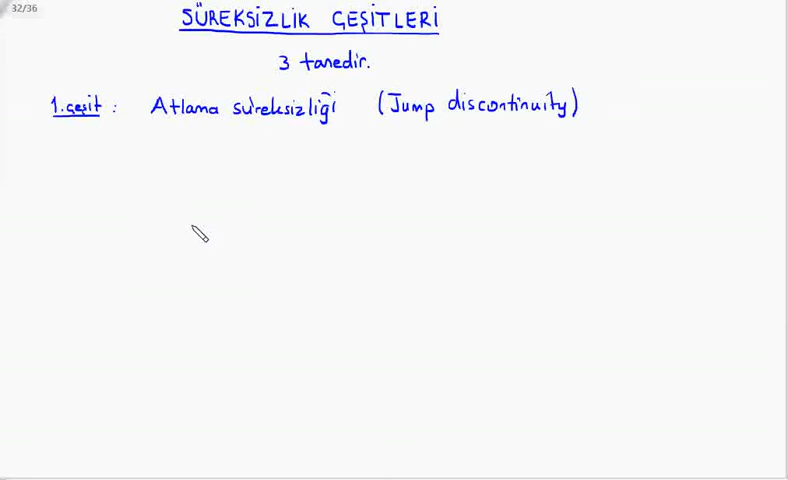 32/36
SÜREKSİZLİK ÇEŞİTLERİ
3 tanedir.
1.çeşit : Atlama süreksizliği (Jump discontinuity)